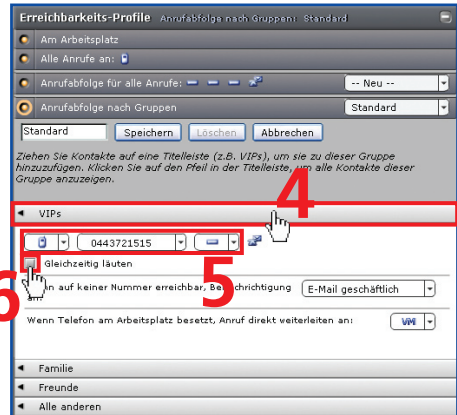 Erreichbarkeits-Profile Anrufabfolge nach Gruppen: Standard
Am Arbeitsplatz
Alle Anrufe an:
Anrufabfolge für alle Anrufe: -- Neu --
Anrufabfolge nach Gruppen Standard
Standard Speichern Löschen Abbrechen
Ziehen Sie Kontakte auf eine Titelleiste (z.B. VIPs), um sie zu dieser Gruppe
hinzuzufügen. Klicken Sie auf den Pfeil in der Titelleiste, um alle Kontakte dieser
Gruppe anzuzeigen.
4
VIPs
0443721515
5
Gleichzeitig läuten
6
auf keiner Nummer erreichbar, Benachrichtigung E-Mail geschäftlich
an:
Wenn Telefon am Arbeitsplatz besetzt, Anruf direkt weiterleiten an: VM
Familie
Freunde
Alle anderen